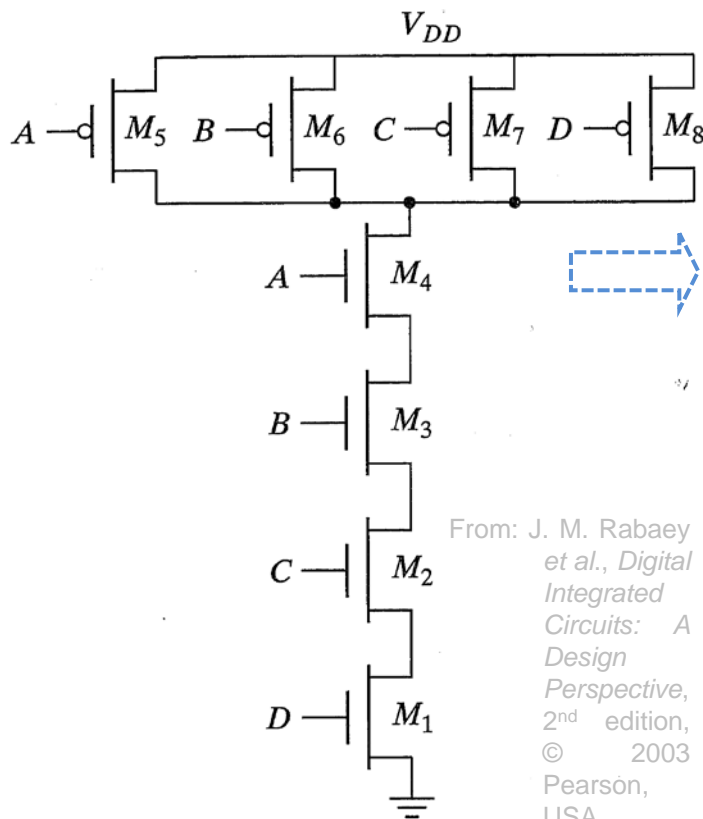 V_DD
A M5 B M6 C M7 D M8
A M4
B M3
From: J. M. Rabaey
et al., Digital
C M2
Integrated
Circuits: A
Design
Perspective,
D M1
2nd edition,
© 2003
Pearson,
USA